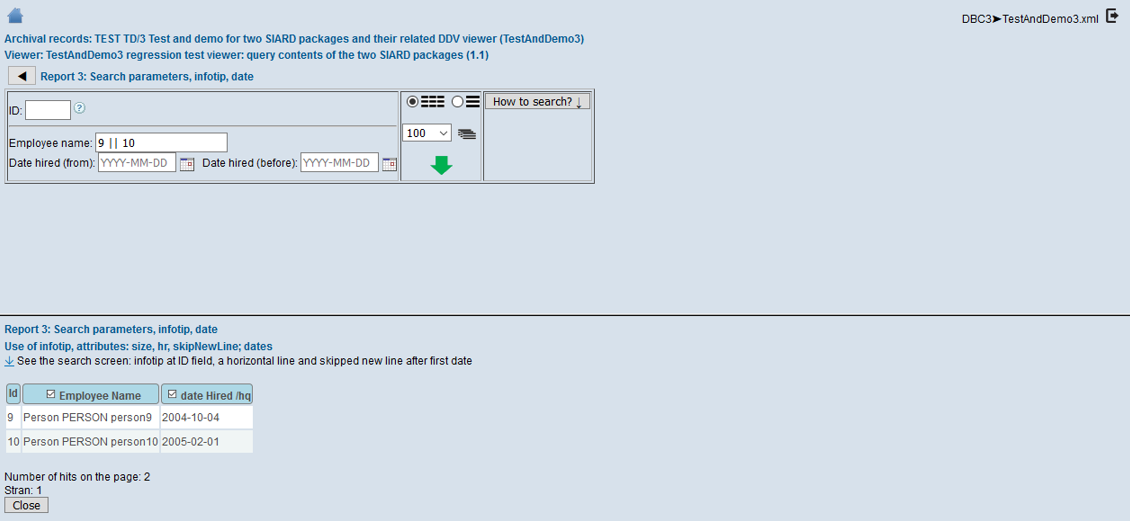 DBC3➤TestAndDemo3.xml
Archival records: TEST TD/3 Test and demo for two SIARD packages and their related DDV viewer (TestAndDemo3)
Viewer: TestAndDemo3 regression test viewer: query contents of the two SIARD packages (1.1)
◀ Report 3: Search parameters, infotip, date
ID: ?
How to search? ↓
100
Employee name: 9 || 10
Date hired (from): YYYY-MM-DD Date hired (before): YYYY-MM-DD
Report 3: Search parameters, infotip, date
Use of infotip, attributes: size, hr, skipNewLine; dates
↓ See the search screen: infotip at ID field, a horizontal line and skipped new line after first date
Id Employee Name date Hired /hq
9 Person PERSON person9 2004-10-04
10 Person PERSON person10 2005-02-01
Number of hits on the page: 2
Stran: 1
Close